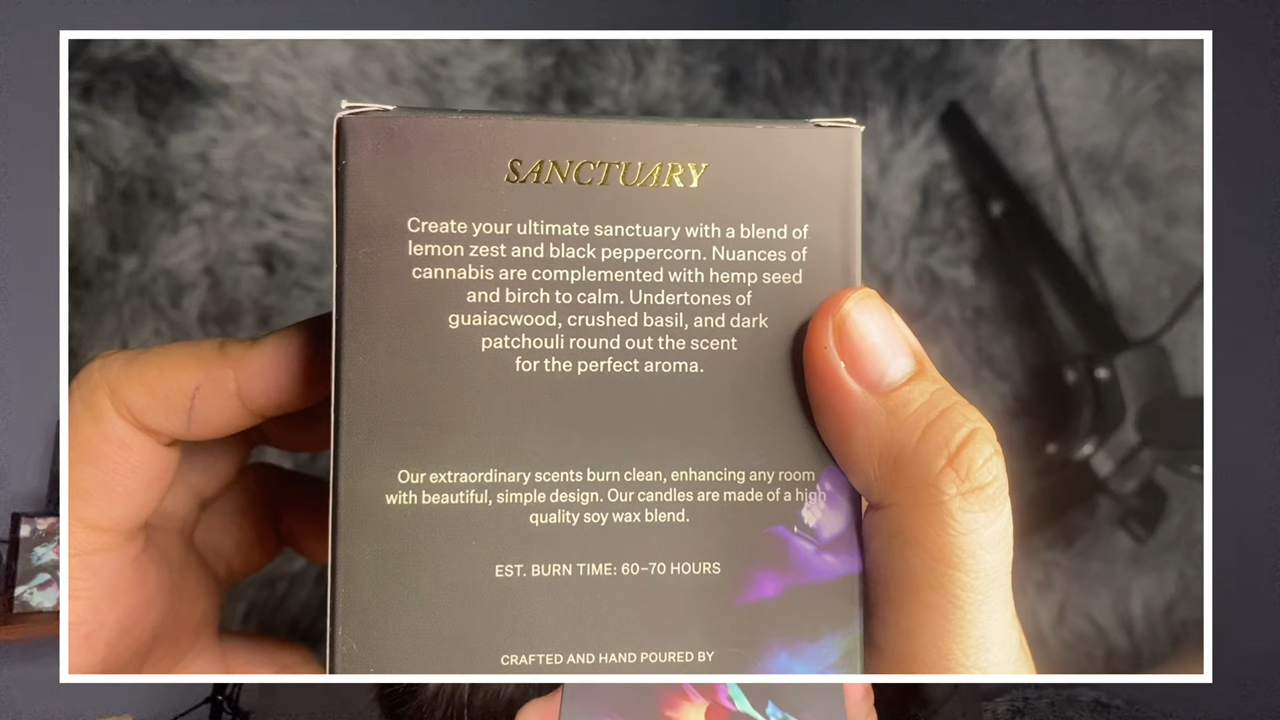 SANCTUARY
Create your ultimate sanctuary with a blend of
lemon zest and black peppercorn. Nuances of
cannabis are complemented with hemp seed
and birch to calm. Undertones of
guaiacwood, crushed basil, and dark
patchouli round out the scent
for the perfect aroma.
Our extraordinary scents burn clean, enhancing any room
with beautiful, simple design. Our candles are made of a high
quality soy wax blend.
EST. BURN TIME: 60–70 HOURS
CRAFTED AND HAND POURED BY